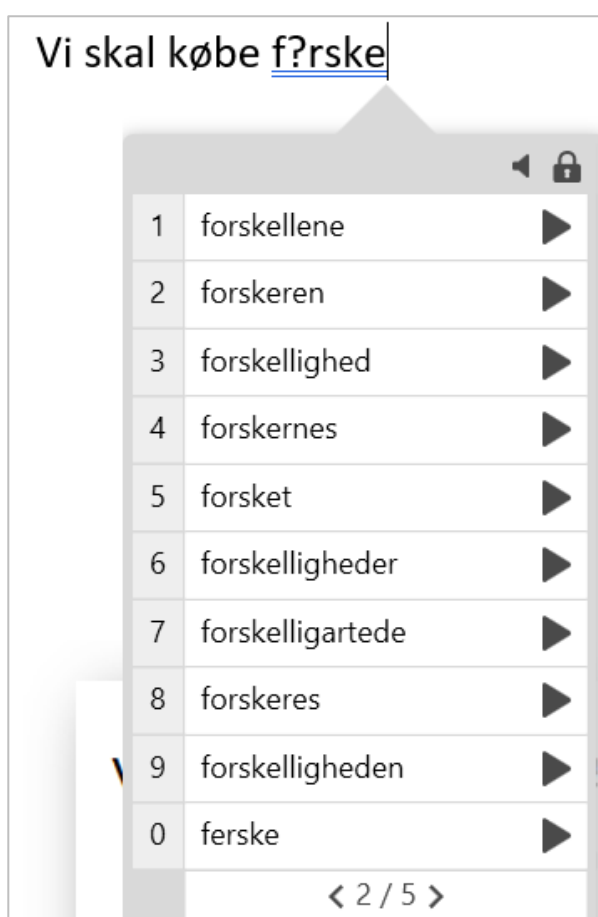 Vi skal købe f?rske
1 forskellene
2 forskeren
3 forskellighed
4 forskernes
5 forsket
6 forskelligheder
7 forskelligartede
8 forskeres
9 forskelligheden
0 ferske
< 2 / 5 >